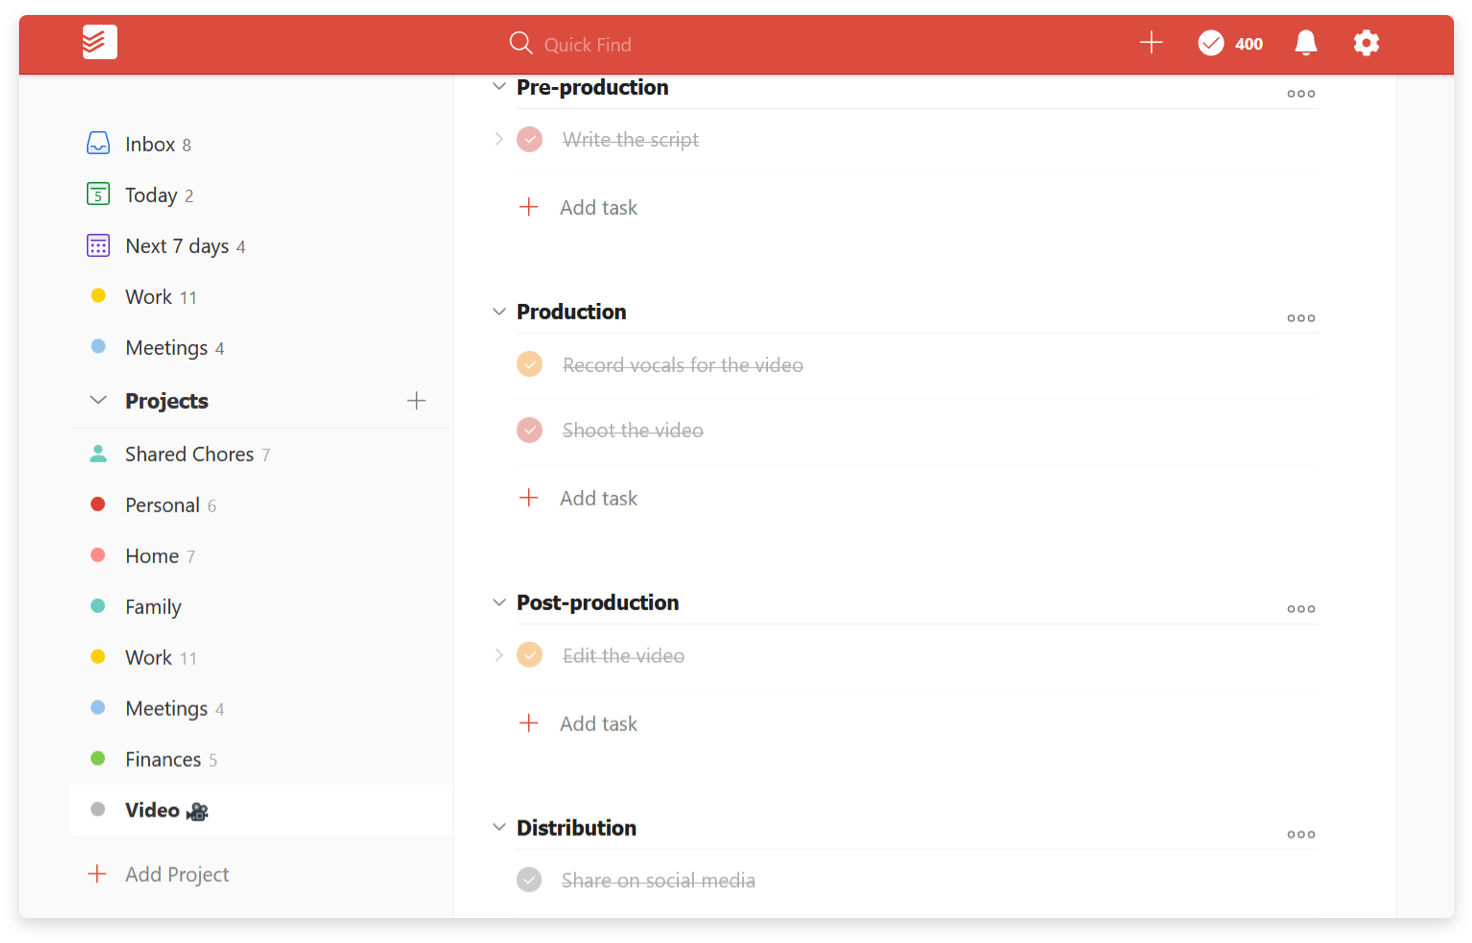 Quick Find
400
Inbox 8
Today 2
Next 7 days 4
Work 11
Meetings 4
Projects
Shared Chores 7
Personal 6
Home 7
Family
Work 11
Meetings 4
Finances 5
Video 🎥
Add Project
Pre-production
Write the script
Add task
Production
Record vocals for the video
Shoot the video
Add task
Post-production
Edit the video
Add task
Distribution
Share on social media
5